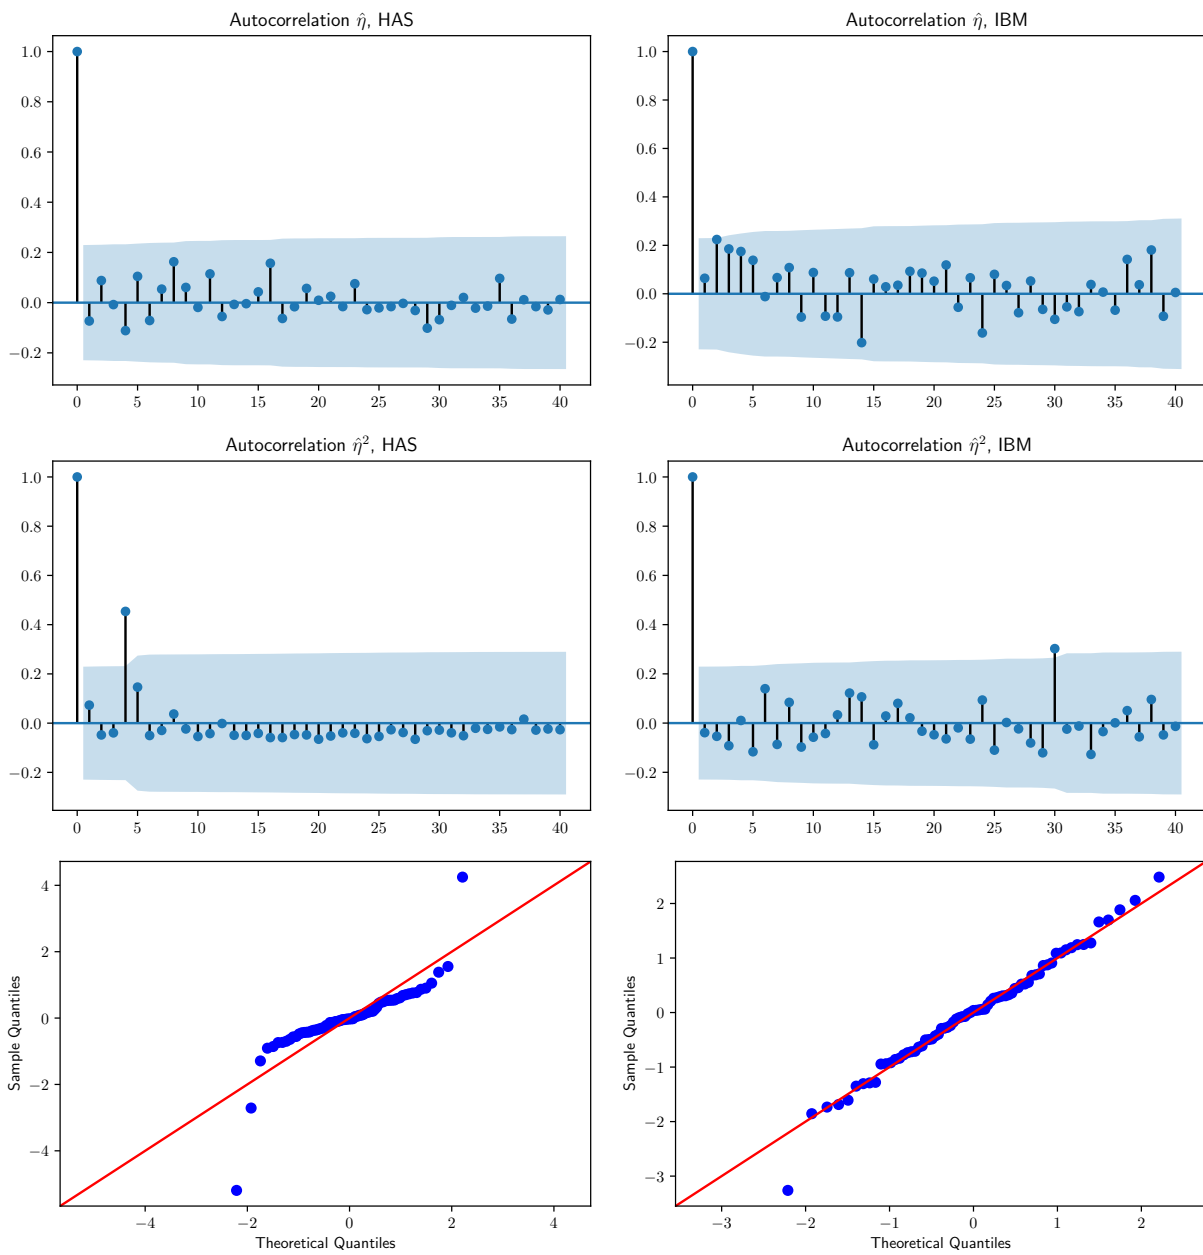 Autocorrelation η̂, HAS
1.0
0.8
0.6
0.4
0.2
0.0
−0.2
0 5 10 15 20 25 30 35 40
Autocorrelation η̂, IBM
1.0
0.8
0.6
0.4
0.2
0.0
−0.2
0 5 10 15 20 25 30 35 40
Autocorrelation η̂², HAS
1.0
0.8
0.6
0.4
0.2
0.0
−0.2
0 5 10 15 20 25 30 35 40
Autocorrelation η̂², IBM
1.0
0.8
0.6
0.4
0.2
0.0
−0.2
0 5 10 15 20 25 30 35 40
Sample Quantiles
4
2
0
−2
−4
−4 −2 0 2 4
Theoretical Quantiles
Sample Quantiles
2
1
0
−1
−2
−3
−3 −2 −1 0 1 2
Theoretical Quantiles